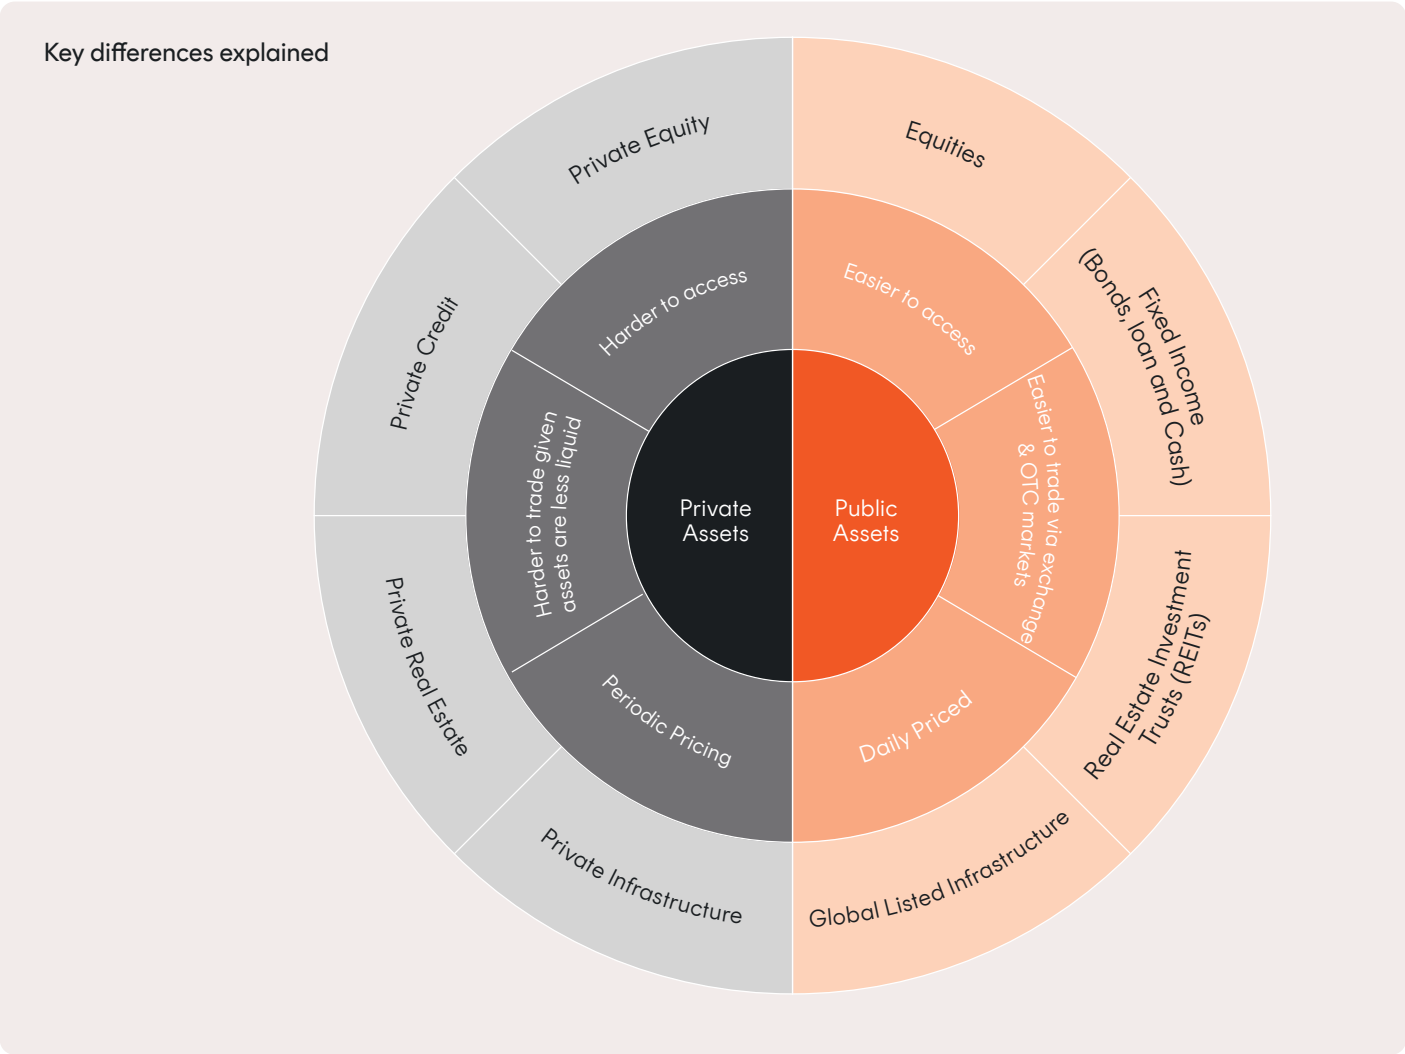 Key differences explained
Private Equity
Equities
Private Credit
Fixed Income
(Bonds, loan and Cash)
Harder to access
Easier to access
Harder to trade given
assets are less liquid
Private
Assets
Public
Assets
Easier to trade via exchange
& OTC markets
Private Real Estate
Real Estate Investment
Trusts (REITs)
Periodic Pricing
Daily Priced
Private Infrastructure
Global Listed Infrastructure